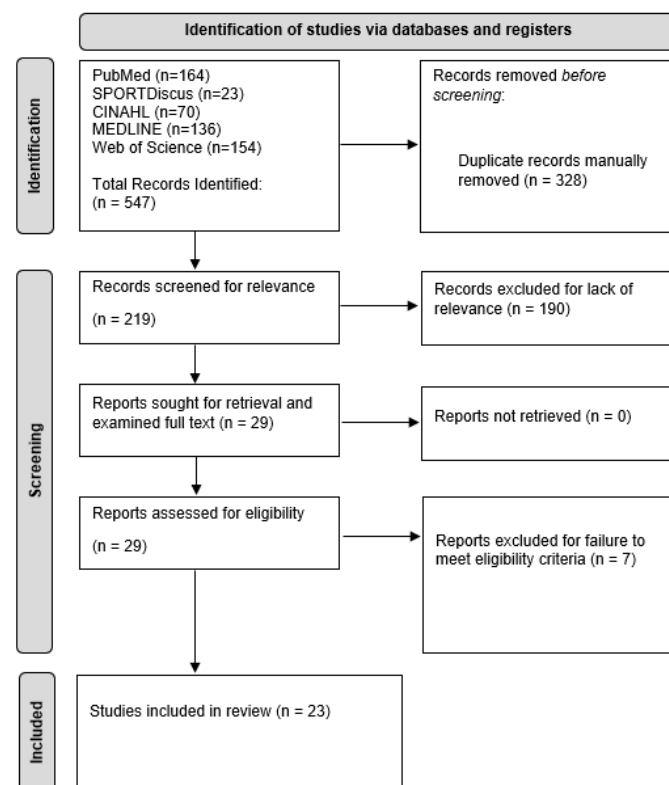 Identification of studies via databases and registers
Identification
PubMed (n=164)
SPORTDiscus (n=23)
CINAHL (n=70)
MEDLINE (n=136)
Web of Science (n=154)
Total Records Identified:
(n = 547)
Records removed before
screening:
Duplicate records manually
removed (n = 328)
Screening
Records screened for relevance
(n = 219)
Records excluded for lack of
relevance (n = 190)
Reports sought for retrieval and
examined full text (n = 29)
Reports not retrieved (n = 0)
Reports assessed for eligibility
(n = 29)
Reports excluded for failure to
meet eligibility criteria (n = 7)
Included
Studies included in review (n = 23)